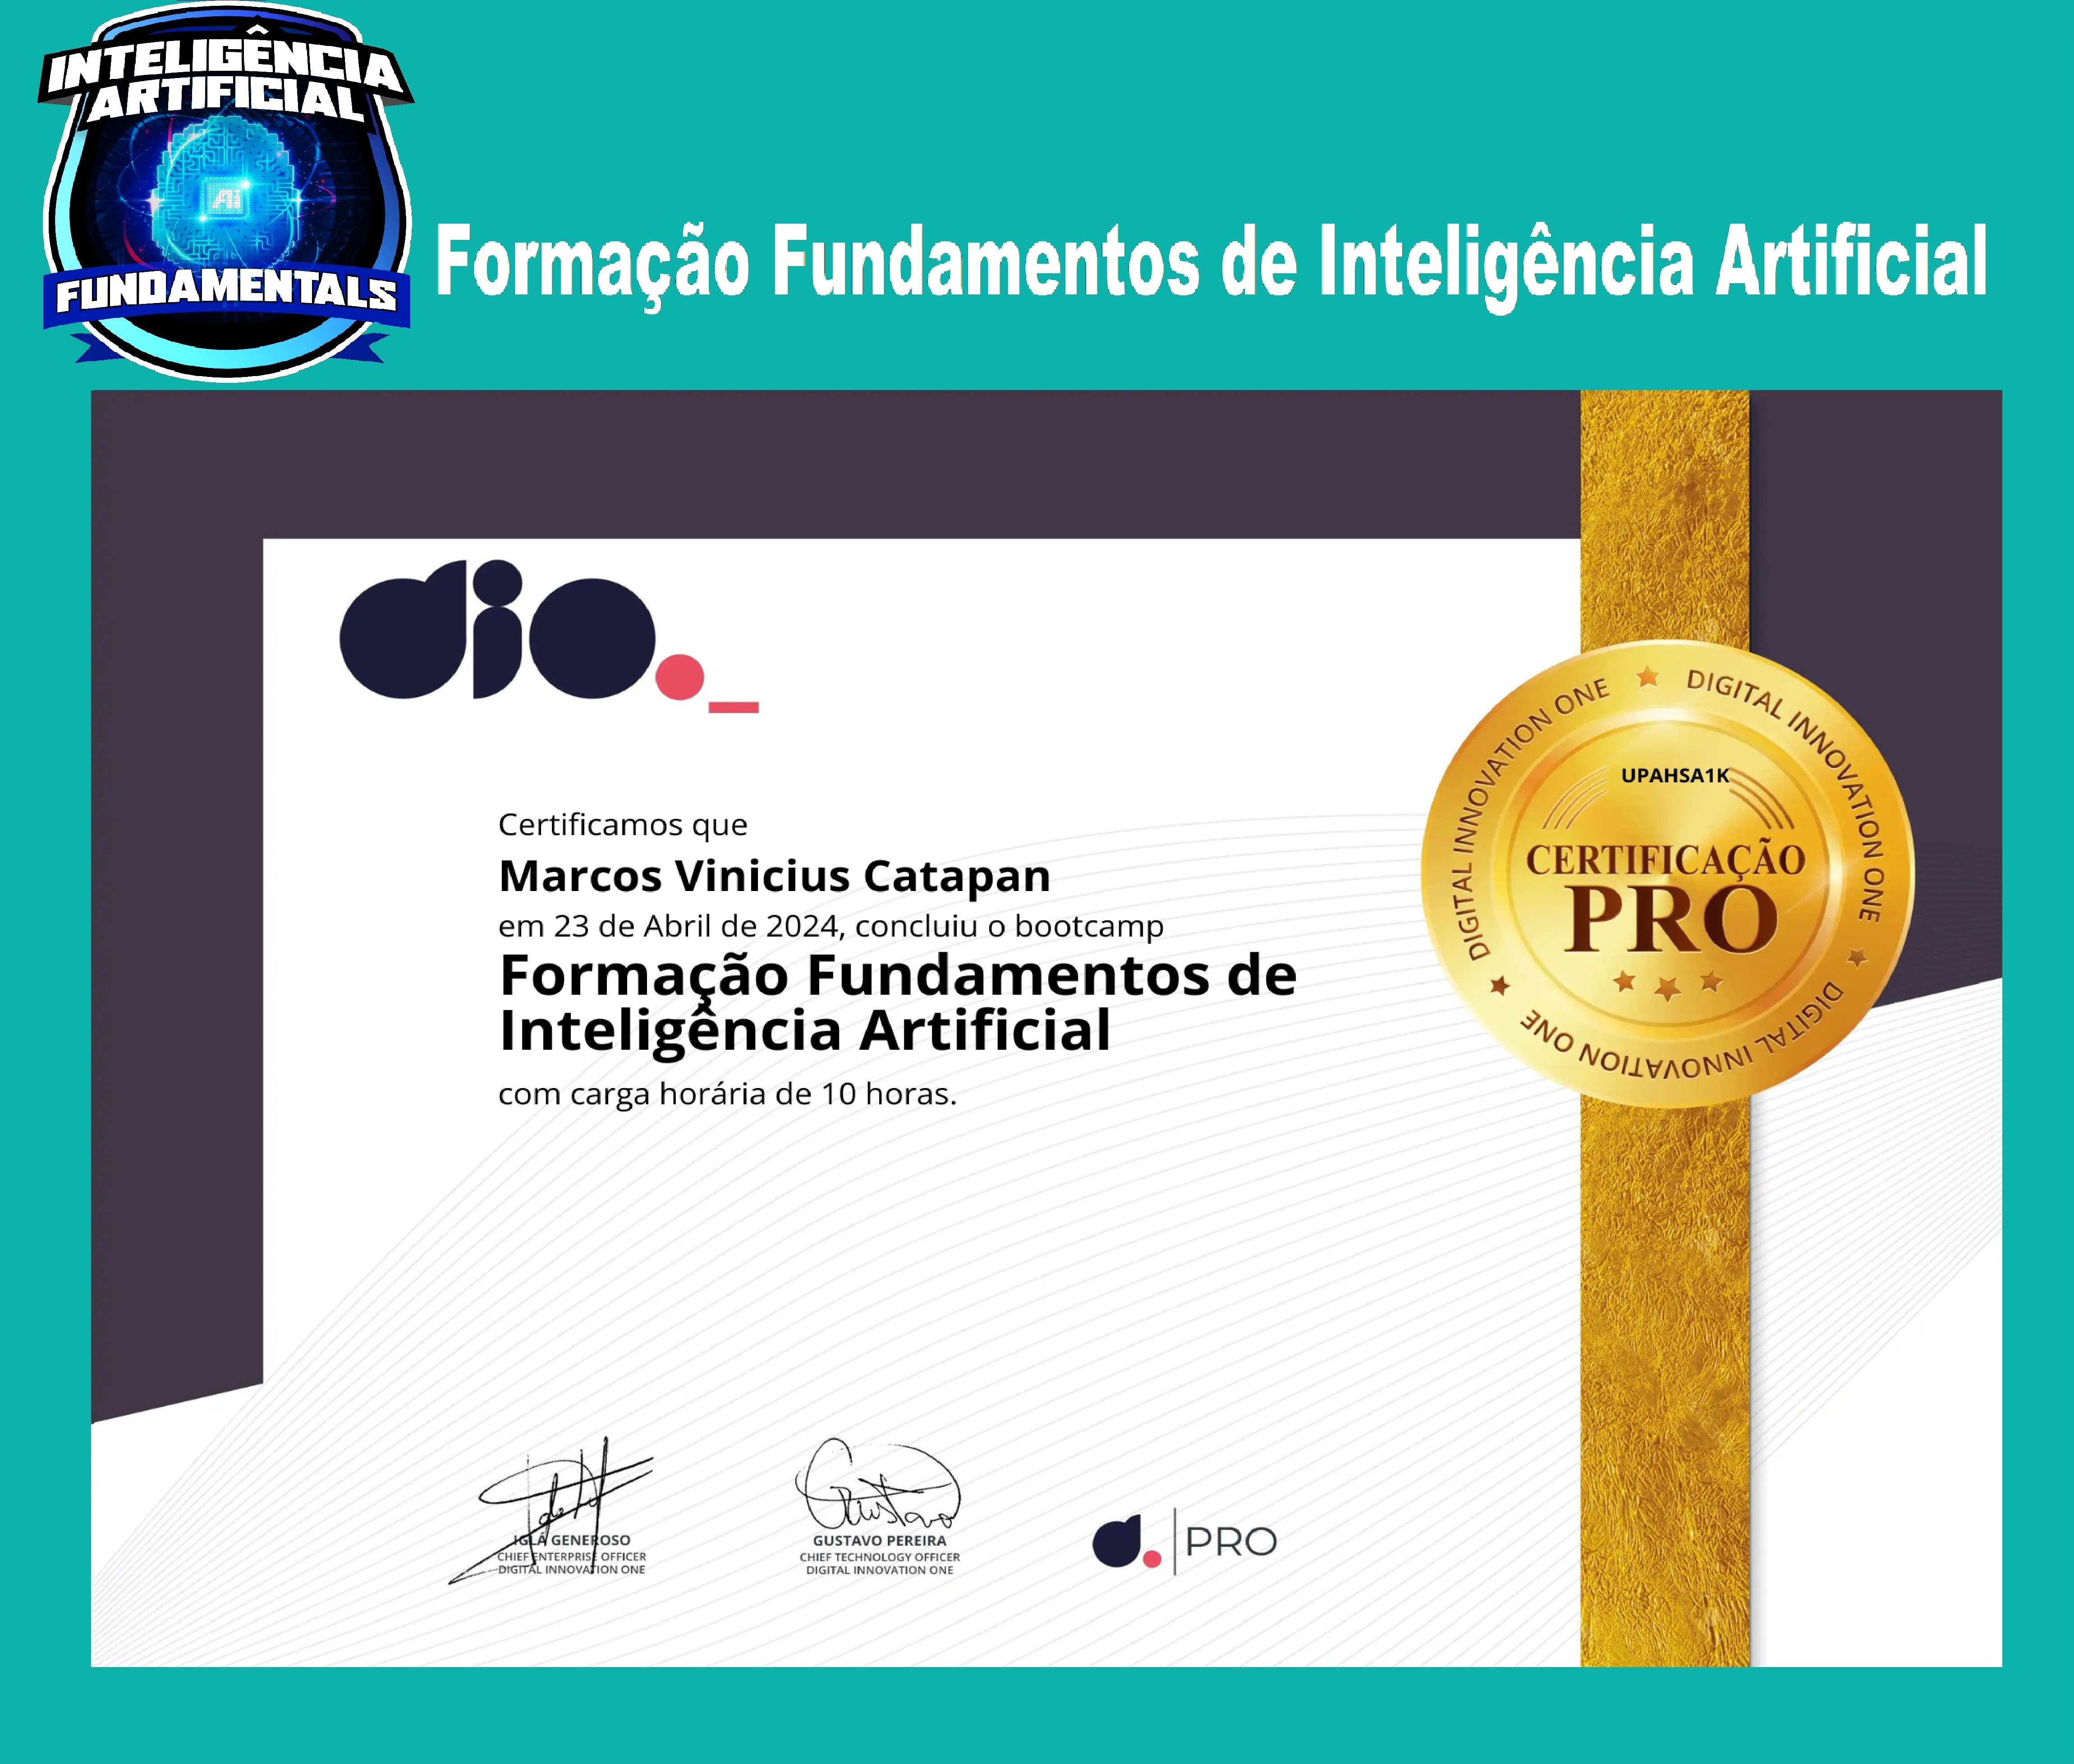 INTELIGÊNCIA
ARTIFICIAL
Ai
FUNDAMENTALS
Formação Fundamentos de Inteligência Artificial
dio._
Certificamos que
Marcos Vinicius Catapan
em 23 de Abril de 2024, concluiu o bootcamp
Formação Fundamentos de
Inteligência Artificial
com carga horária de 10 horas.
DIGITAL INNOVATION ONE ★ DIGITAL INNOVATION ONE ★ DIGITAL INNOVATION ONE ★
UPAHSA1K
CERTIFICAÇÃO
PRO
IGLÁ GENEROSO
CHIEF ENTERPRISE OFFICER
DIGITAL INNOVATION ONE
Gustavo
GUSTAVO PEREIRA
CHIEF TECHNOLOGY OFFICER
DIGITAL INNOVATION ONE
d. | PRO